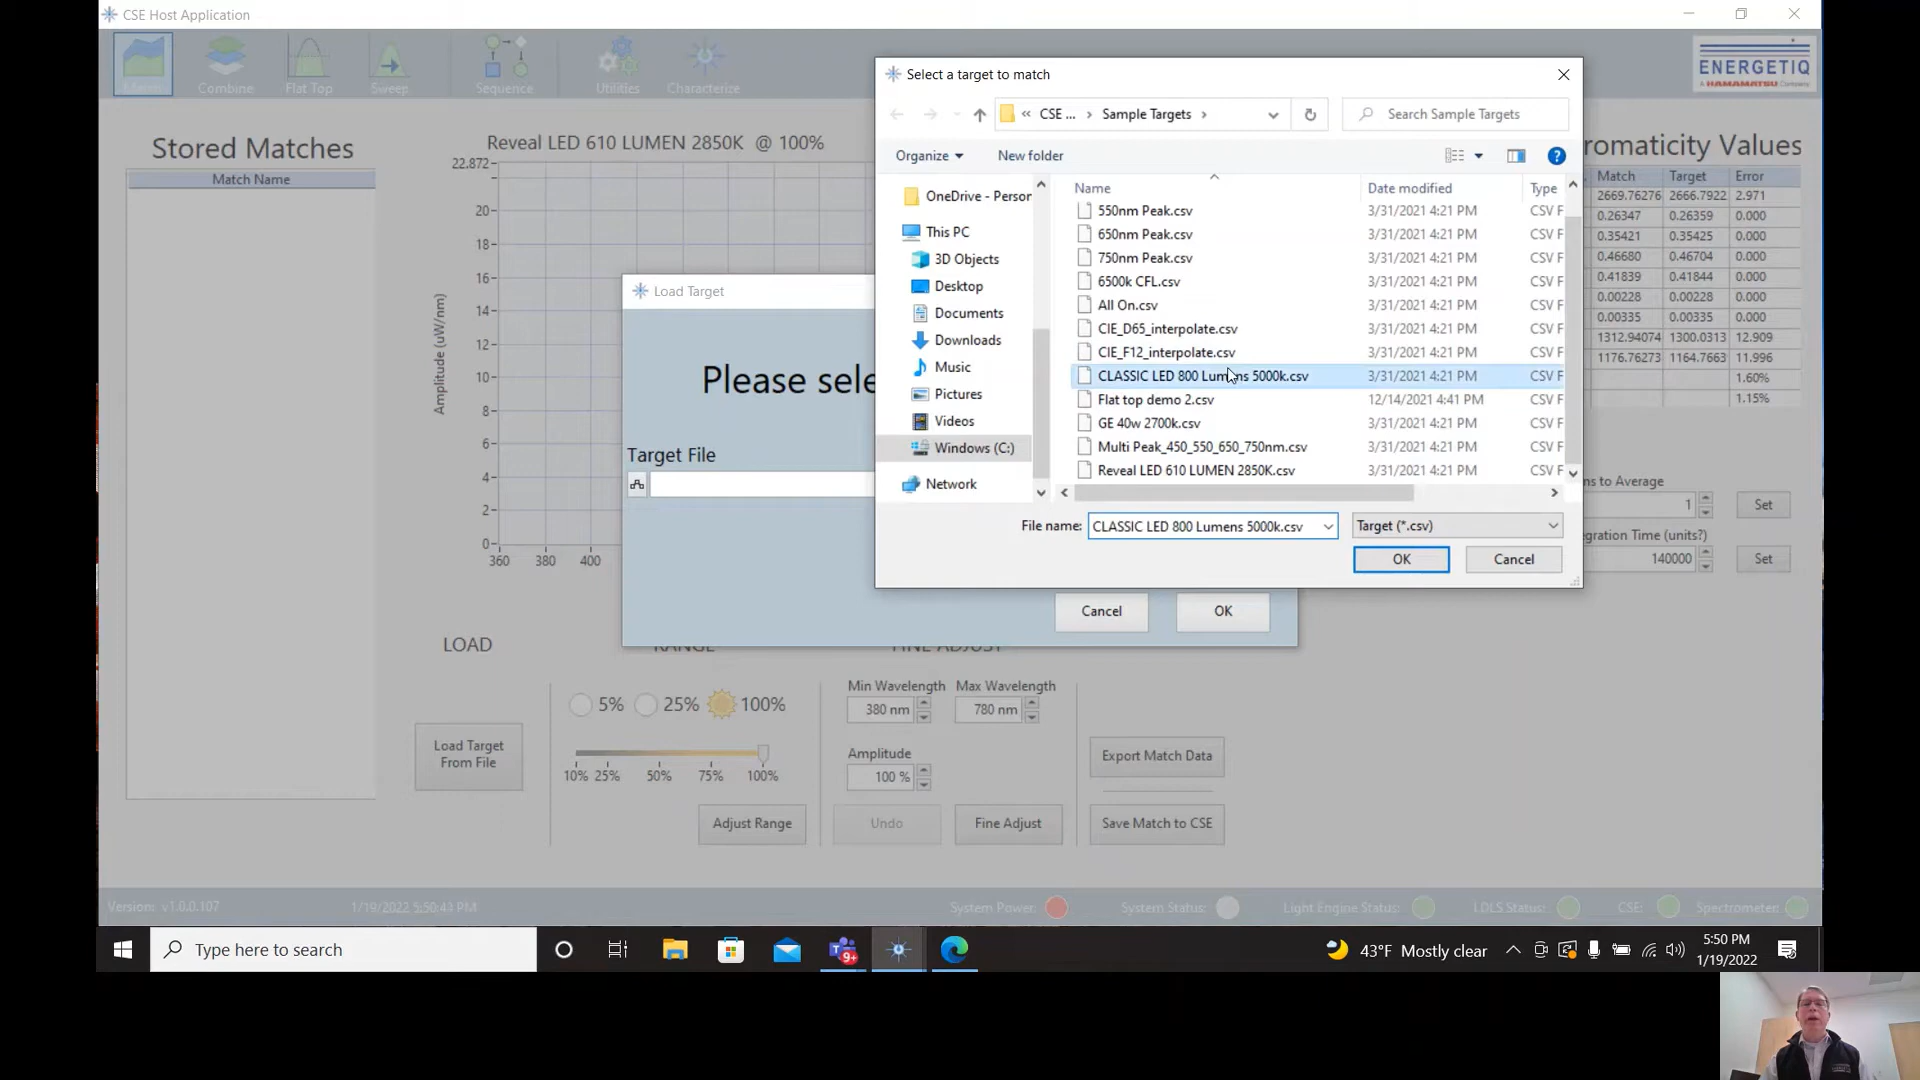 CSE Host Application
Combine
Flat Top
Sweep
Sequence
Utilities
Characterize
ENERGETIQ
A HAMAMATSU Company
Stored Matches
Match Name
Reveal LED 610 LUMEN 2850K @ 100%
22.872
20
18
16
14
12
10
8
6
4
2
0
Amplitude (uW/nm)
360 380 400
romaticity Values
Match Target Error
2669.76276 2666.7922 2.971
0.26347 0.26359 0.000
0.35421 0.35425 0.000
0.46680 0.46704 0.000
0.41839 0.41844 0.000
0.00228 0.00228 0.000
0.00335 0.00335 0.000
1312.94074 1300.0313 12.909
1176.76273 1164.7663 11.996
1.60%
1.15%
ns to Average
1 Set
egration Time (units?)
140000 Set
Load Target
Please sele
Target File
Cancel OK
Select a target to match
« CSE ... › Sample Targets ›
Search Sample Targets
Organize New folder
OneDrive - Person
This PC
3D Objects
Desktop
Documents
Downloads
Music
Pictures
Videos
Windows (C:)
Network
Name Date modified Type
550nm Peak.csv 3/31/2021 4:21 PM CSV F
650nm Peak.csv 3/31/2021 4:21 PM CSV F
750nm Peak.csv 3/31/2021 4:21 PM CSV F
6500k CFL.csv 3/31/2021 4:21 PM CSV F
All On.csv 3/31/2021 4:21 PM CSV F
CIE_D65_interpolate.csv 3/31/2021 4:21 PM CSV F
CIE_F12_interpolate.csv 3/31/2021 4:21 PM CSV F
CLASSIC LED 800 Lumens 5000k.csv 3/31/2021 4:21 PM CSV F
Flat top demo 2.csv 12/14/2021 4:41 PM CSV F
GE 40w 2700k.csv 3/31/2021 4:21 PM CSV F
Multi Peak_450_550_650_750nm.csv 3/31/2021 4:21 PM CSV F
Reveal LED 610 LUMEN 2850K.csv 3/31/2021 4:21 PM CSV F
File name: CLASSIC LED 800 Lumens 5000k.csv Target (*.csv)
OK Cancel
LOAD
RANGE
FINE ADJUST
Load Target
From File
5% 25% 100%
10% 25% 50% 75% 100%
Adjust Range
Min Wavelength Max Wavelength
380 nm 780 nm
Amplitude
100 %
Undo Fine Adjust
Export Match Data
Save Match to CSE
Version: v1.0.0.107 1/19/2022 5:50:43 PM System Power: System Status: Light Engine Status: LDLS Status: CSE: Spectrometer:
Type here to search
9+
43°F Mostly clear
5:50 PM
1/19/2022